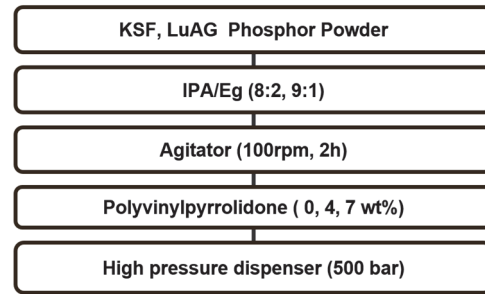 KSF, LuAG  Phosphor Powder
IPA/Eg (8:2, 9:1)
Agitator (100rpm, 2h)
Polyvinylpyrrolidone ( 0, 4, 7 wt%)
High pressure dispenser (500 bar)